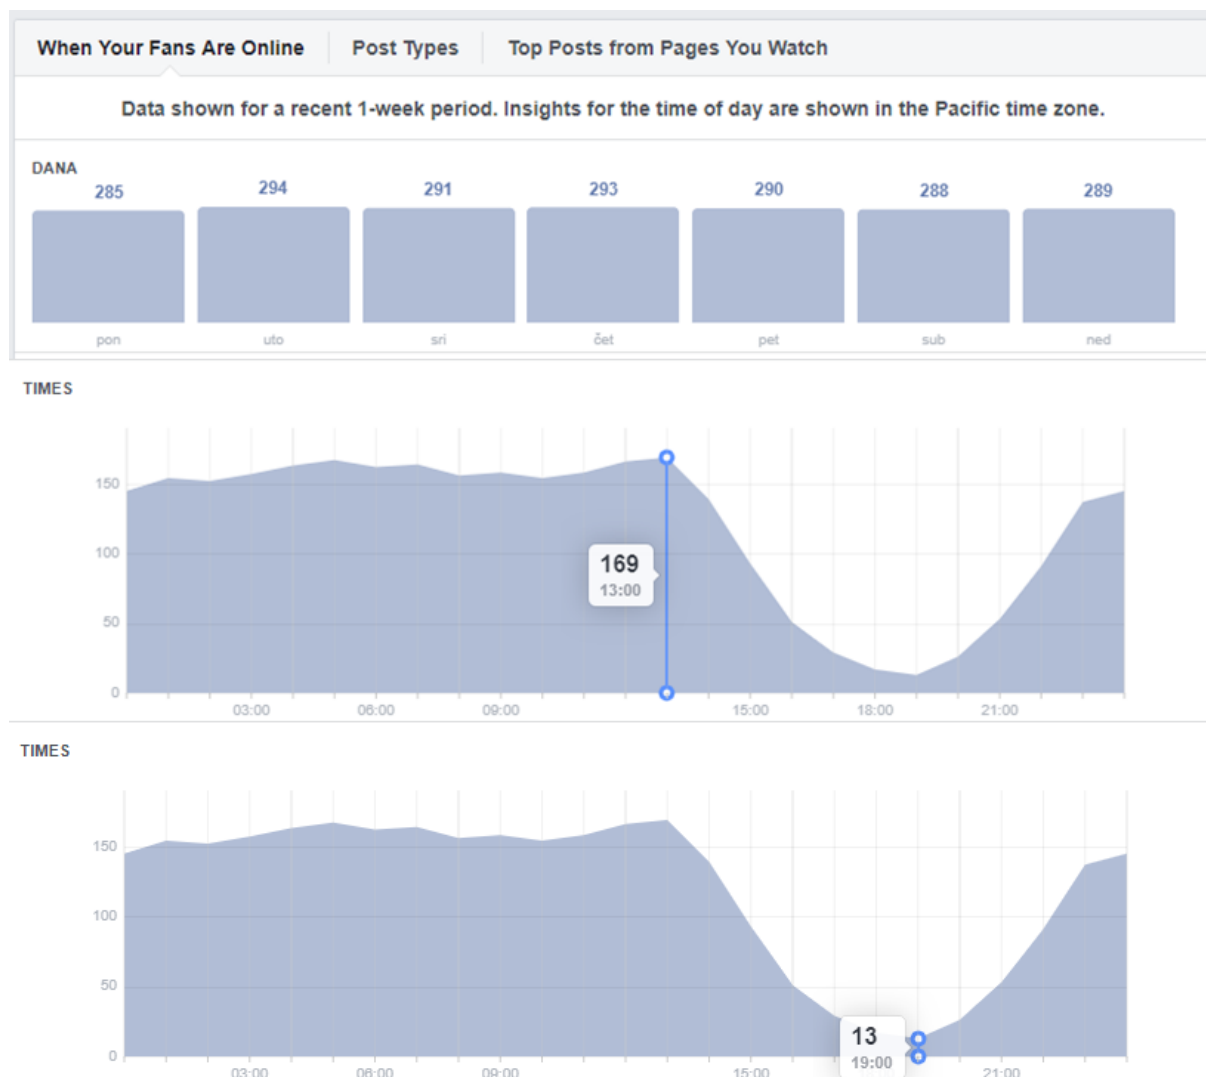 When Your Fans Are Online Post Types Top Posts from Pages You Watch
Data shown for a recent 1-week period. Insights for the time of day are shown in the Pacific time zone.
DANA
285 294 291 293 290 288 289
pon uto sri čet pet sub ned
TIMES
150
100
50
0
169
13:00
03:00 06:00 09:00 15:00 18:00 21:00
TIMES
150
100
50
0
13
19:00
03:00 06:00 09:00 15:00 21:00